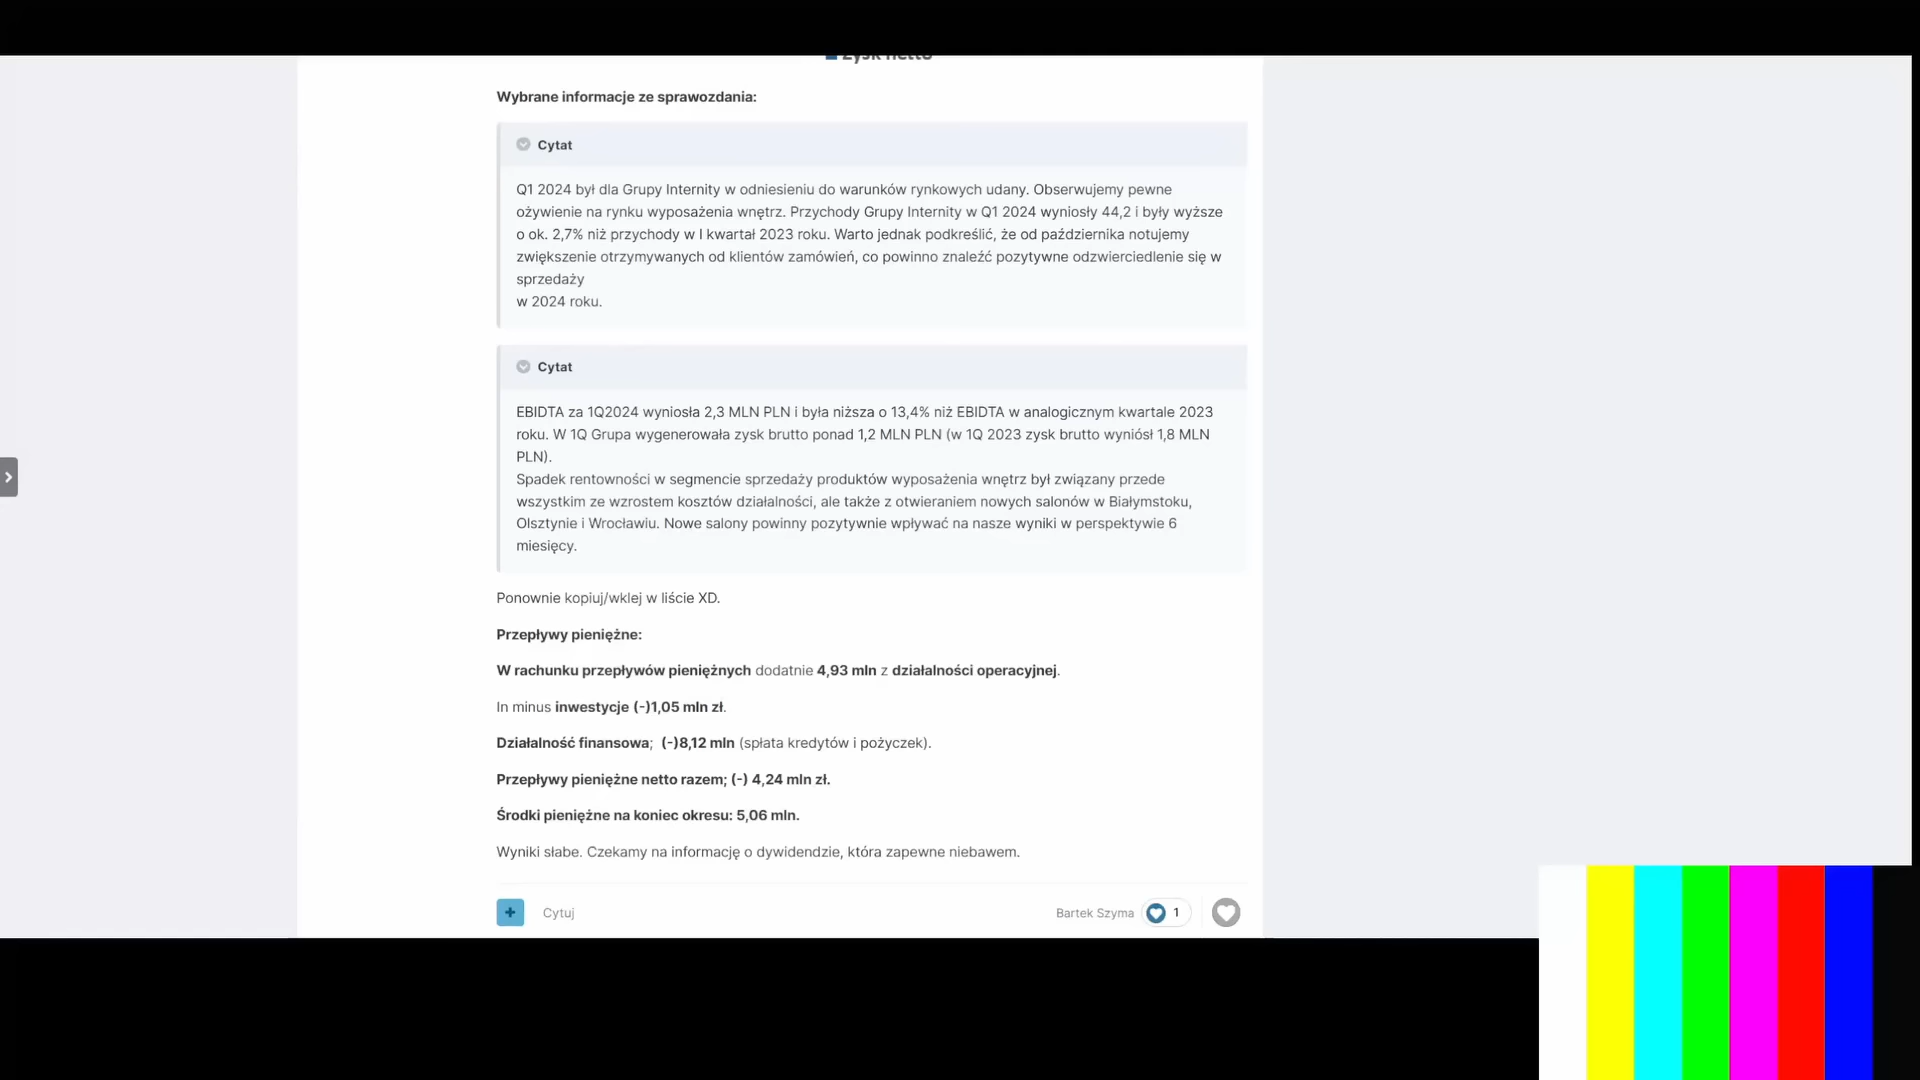 zysk netto
Wybrane informacje ze sprawozdania:
Cytat
Q1 2024 był dla Grupy Internity w odniesieniu do warunków rynkowych udany. Obserwujemy pewne
ożywienie na rynku wyposażenia wnętrz. Przychody Grupy Internity w Q1 2024 wyniosły 44,2 i były wyższe
o ok. 2,7% niż przychody w I kwartał 2023 roku. Warto jednak podkreślić, że od października notujemy
zwiększenie otrzymywanych od klientów zamówień, co powinno znaleźć pozytywne odzwierciedlenie się w
sprzedaży
w 2024 roku.
Cytat
EBIDTA za 1Q2024 wyniosła 2,3 MLN PLN i była niższa o 13,4% niż EBIDTA w analogicznym kwartale 2023
roku. W 1Q Grupa wygenerowała zysk brutto ponad 1,2 MLN PLN (w 1Q 2023 zysk brutto wyniósł 1,8 MLN
PLN).
Spadek rentowności w segmencie sprzedaży produktów wyposażenia wnętrz był związany przede
wszystkim ze wzrostem kosztów działalności, ale także z otwieraniem nowych salonów w Białymstoku,
Olsztynie i Wrocławiu. Nowe salony powinny pozytywnie wpływać na nasze wyniki w perspektywie 6
miesięcy.
Ponownie kopiuj/wklej w liście XD.
Przepływy pieniężne:
W rachunku przepływów pieniężnych dodatnie 4,93 mln z działalności operacyjnej.
In minus inwestycje (-)1,05 mln zł.
Działalność finansowa; (-)8,12 mln (spłata kredytów i pożyczek).
Przepływy pieniężne netto razem; (-) 4,24 mln zł.
Środki pieniężne na koniec okresu: 5,06 mln.
Wyniki słabe. Czekamy na informację o dywidendzie, która zapewne niebawem.
Cytuj
Bartek Szyma 1